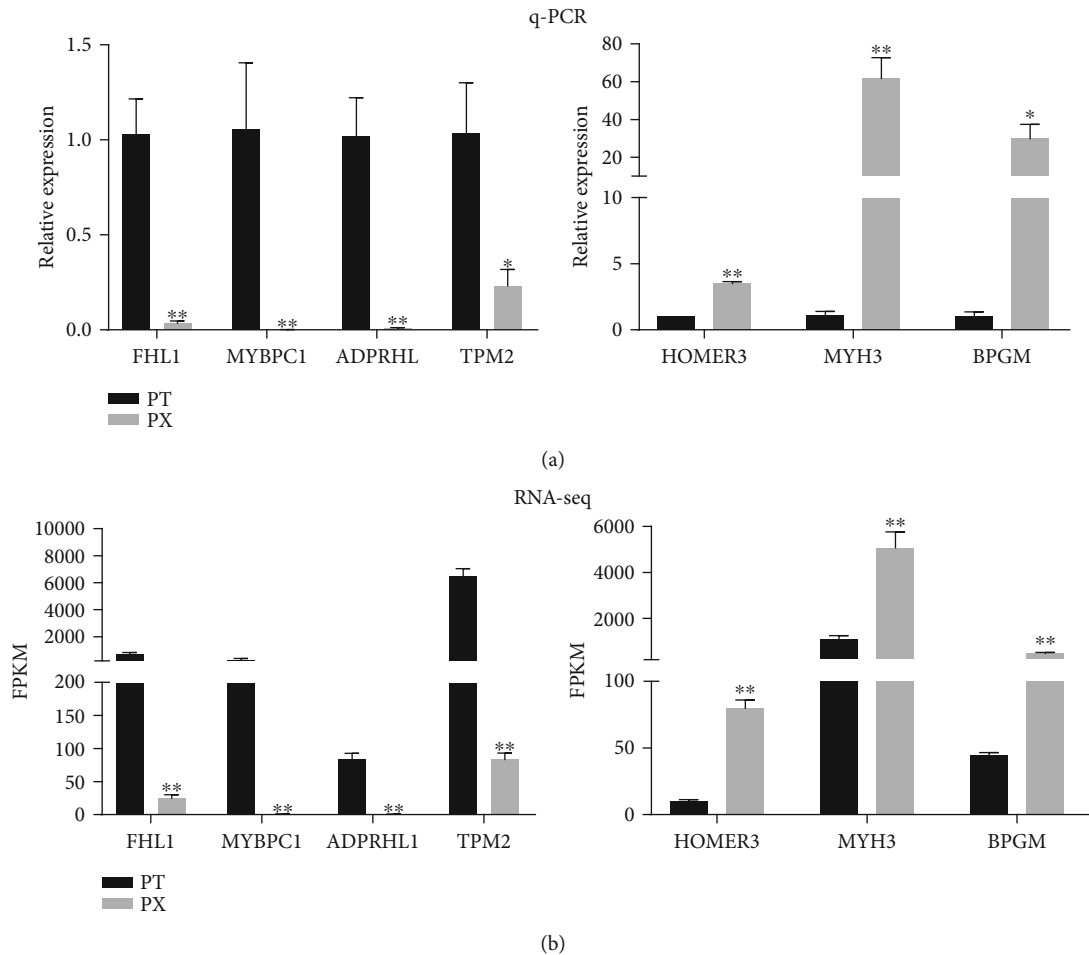 q-PCR
1.5
1.0
0.5
0.0
Relative expression
** ** ** *
FHL1 MYBPC1 ADPRHL TPM2
80
60
40
20
10
5
0
Relative expression
** ** *
HOMER3 MYH3 BPGM
PT
PX
(a)
RNA-seq
10000
8000
6000
4000
2000
200
150
100
50
0
FPKM
** ** ** **
FHL1 MYBPC1 ADPRHL1 TPM2
6000
4000
2000
100
50
0
FPKM
** ** **
HOMER3 MYH3 BPGM
PT
PX
(b)